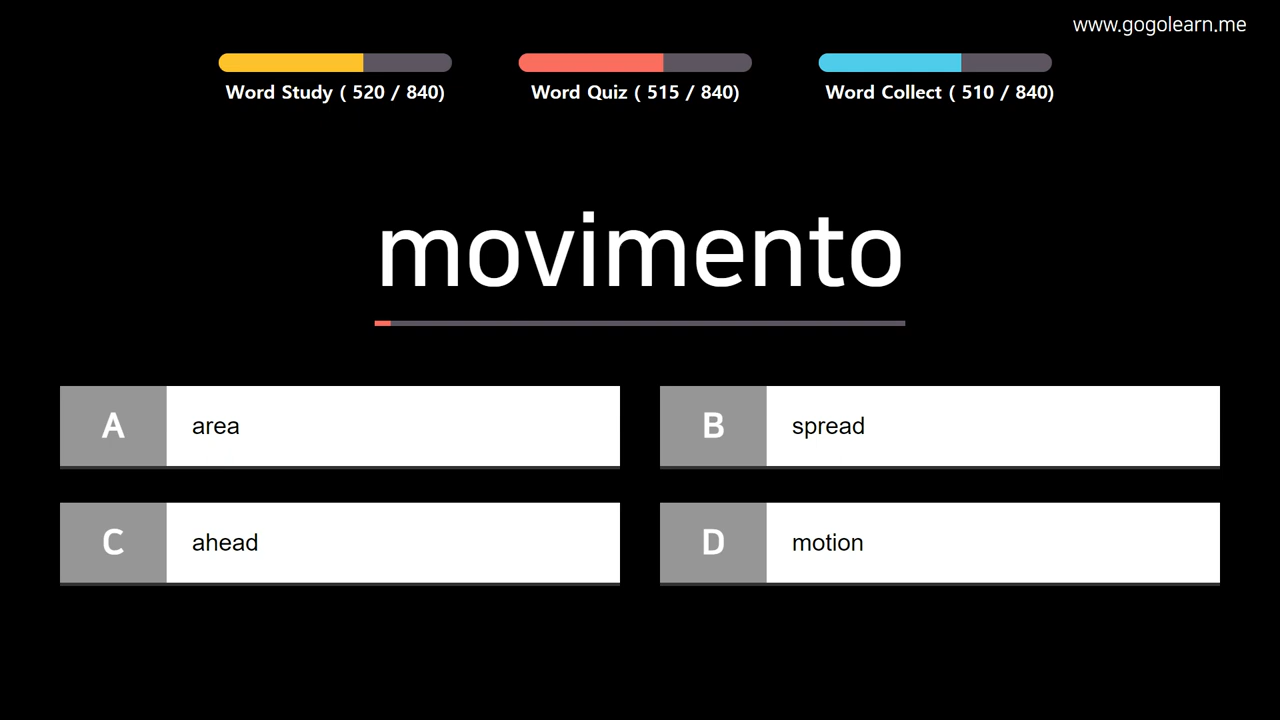 www.gogolearn.me
Word Study ( 520 / 840)
Word Quiz ( 515 / 840)
Word Collect ( 510 / 840)
movimento
A area
B spread
C ahead
D motion